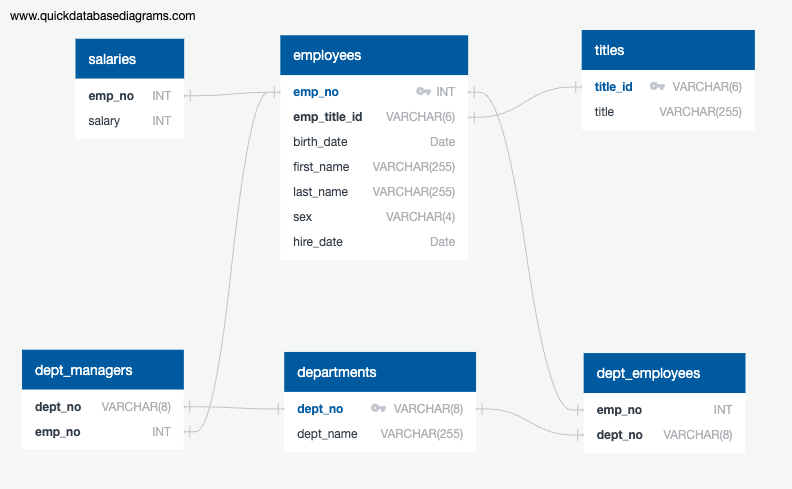 www.quickdatabasediagrams.com
salaries
emp_no INT
salary INT
employees
emp_no INT
emp_title_id VARCHAR(6)
birth_date Date
first_name VARCHAR(255)
last_name VARCHAR(255)
sex VARCHAR(4)
hire_date Date
titles
title_id VARCHAR(6)
title VARCHAR(255)
dept_managers
dept_no VARCHAR(8)
emp_no INT
departments
dept_no VARCHAR(8)
dept_name VARCHAR(255)
dept_employees
emp_no INT
dept_no VARCHAR(8)